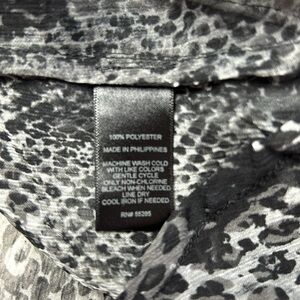 100% POLYESTER
MADE IN PHILIPPINES
MACHINE WASH COLD
WITH LIKE COLORS
GENTLE CYCLE
ONLY NON-CHLORINE
BLEACH WHEN NEEDED
LINE DRY
COOL IRON IF NEEDED
RN# 55285